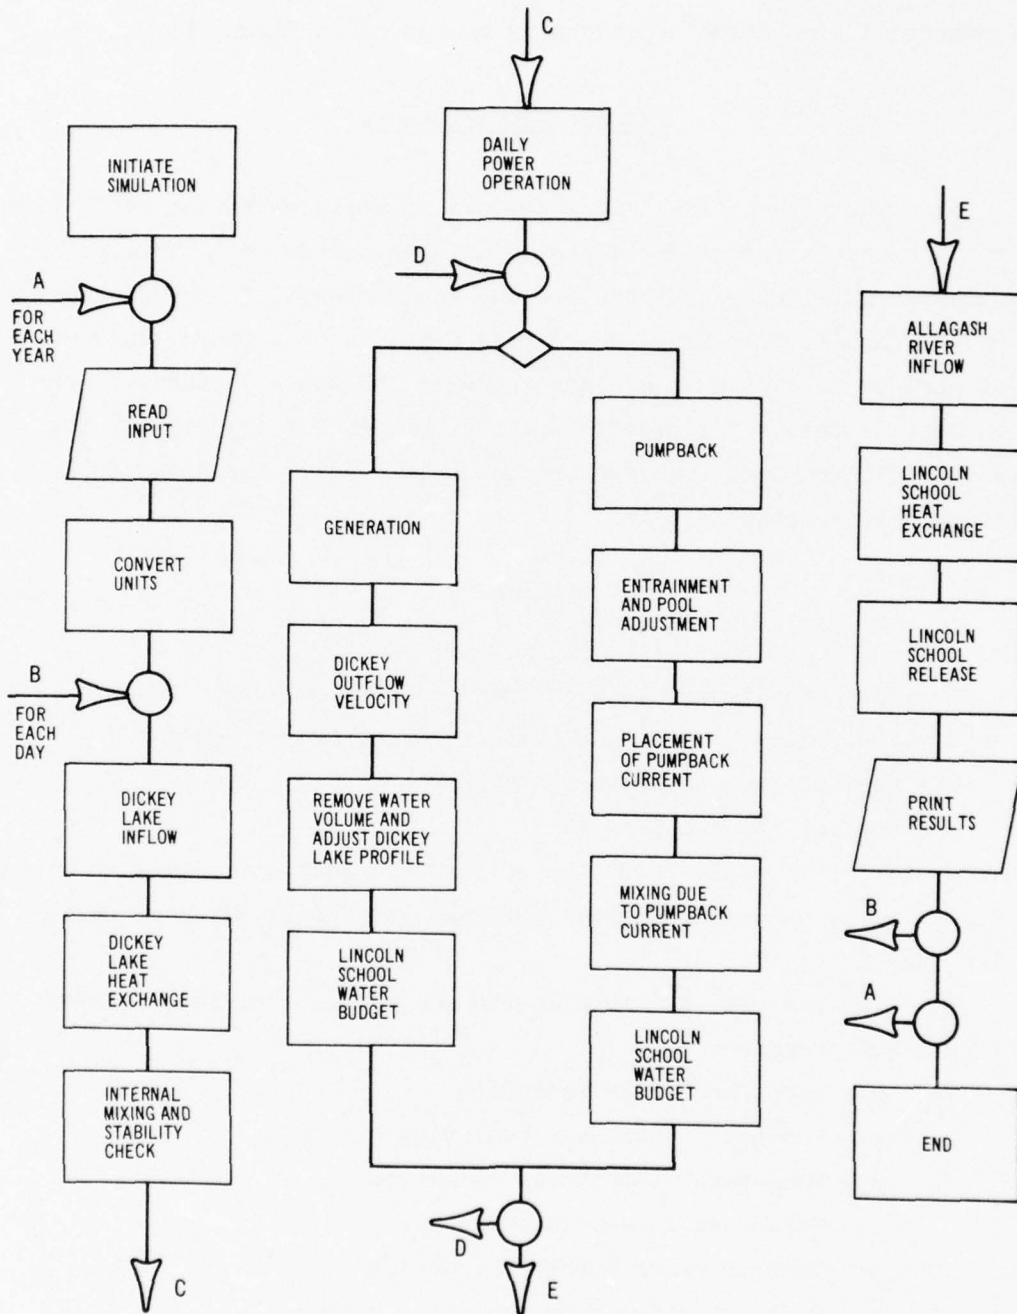 INITIATE
SIMULATION
A
FOR
EACH
YEAR
READ
INPUT
CONVERT
UNITS
B
FOR
EACH
DAY
DICKEY
LAKE
INFLOW
DICKEY
LAKE
HEAT
EXCHANGE
INTERNAL
MIXING AND
STABILITY
CHECK
C
C
DAILY
POWER
OPERATION
D
GENERATION
DICKEY
OUTFLOW
VELOCITY
REMOVE WATER
VOLUME AND
ADJUST DICKEY
LAKE PROFILE
LINCOLN
SCHOOL
WATER
BUDGET
PUMPBACK
ENTRAINMENT
AND POOL
ADJUSTMENT
PLACEMENT
OF PUMPBACK
CURRENT
MIXING DUE
TO PUMPBACK
CURRENT
LINCOLN
SCHOOL
WATER
BUDGET
D
E
E
ALLAGASH
RIVER
INFLOW
LINCOLN
SCHOOL
HEAT
EXCHANGE
LINCOLN
SCHOOL
RELEASE
PRINT
RESULTS
B
A
END